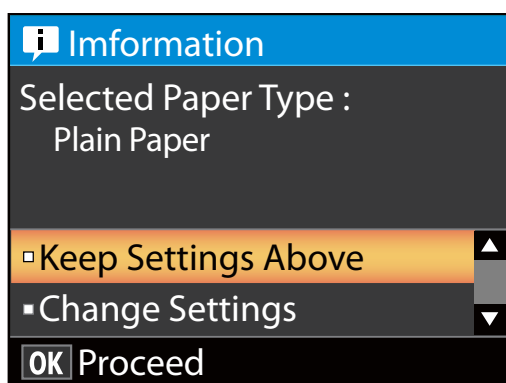 Imformation
Selected Paper Type :
Plain Paper
Keep Settings Above
Change Settings
OK Proceed